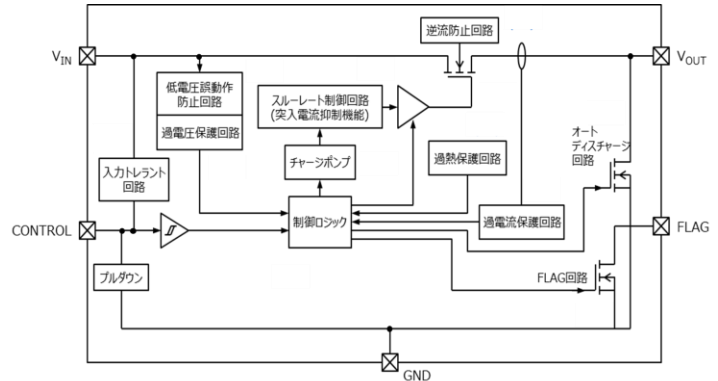 逆流防止回路
VIN
VOUT
低電圧誤動作
防止回路
過電圧保護回路
スルーレート制御回路
(突入電流抑制機能)
オート
ディスチャージ
回路
チャージポンプ
過熱保護回路
入力トレラント
回路
制御ロジック
過電流保護回路
CONTROL
FLAG
プルダウン
FLAG回路
GND